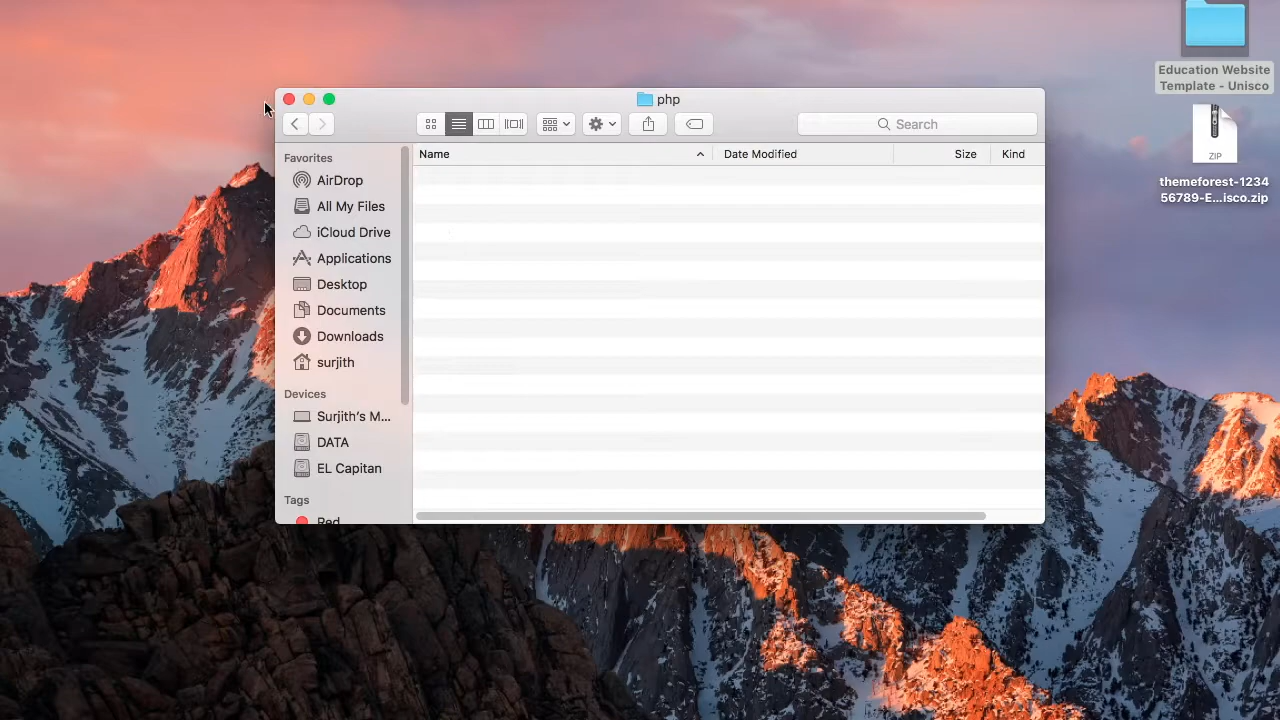 Education Website
Template - Unisco
ZIP
themeforest-1234
56789-E...isco.zip
php
Search
Favorites
AirDrop
All My Files
iCloud Drive
Applications
Desktop
Documents
Downloads
surjith
Devices
Surjith's M...
DATA
EL Capitan
Tags
Red
Name
Date Modified
Size
Kind